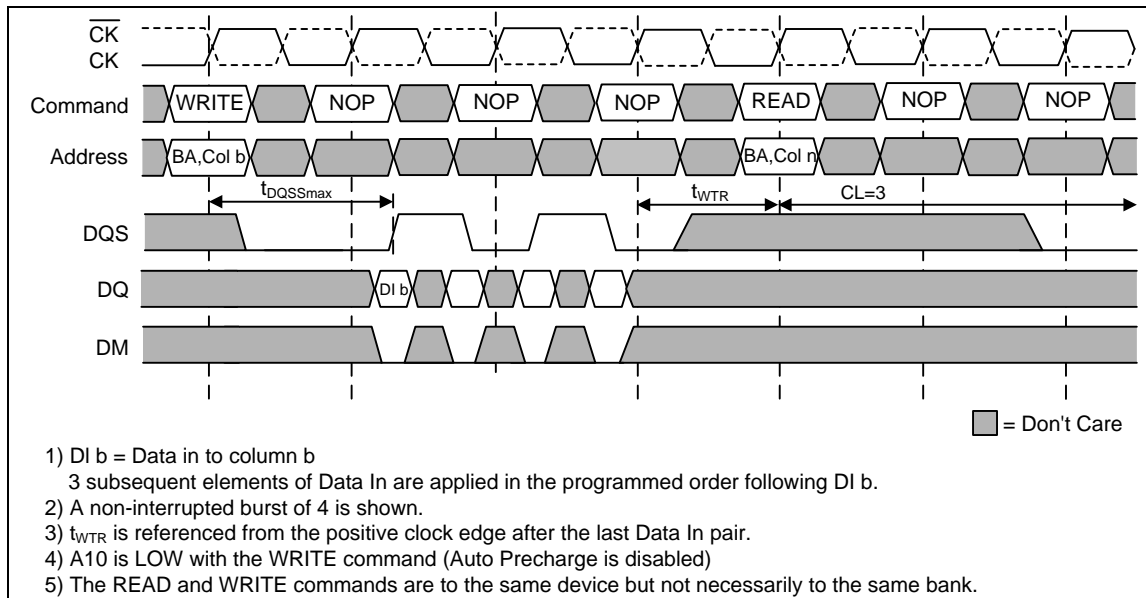 CK
CK
Command WRITE NOP NOP NOP READ NOP NOP
Address BA,Col b BA,Col n
tDQSSmax tWTR CL=3
DQS
DQ DI b
DM
= Don't Care
1) DI b = Data in to column b
3 subsequent elements of Data In are applied in the programmed order following DI b.
2) A non-interrupted burst of 4 is shown.
3) tWTR is referenced from the positive clock edge after the last Data In pair.
4) A10 is LOW with the WRITE command (Auto Precharge is disabled)
5) The READ and WRITE commands are to the same device but not necessarily to the same bank.